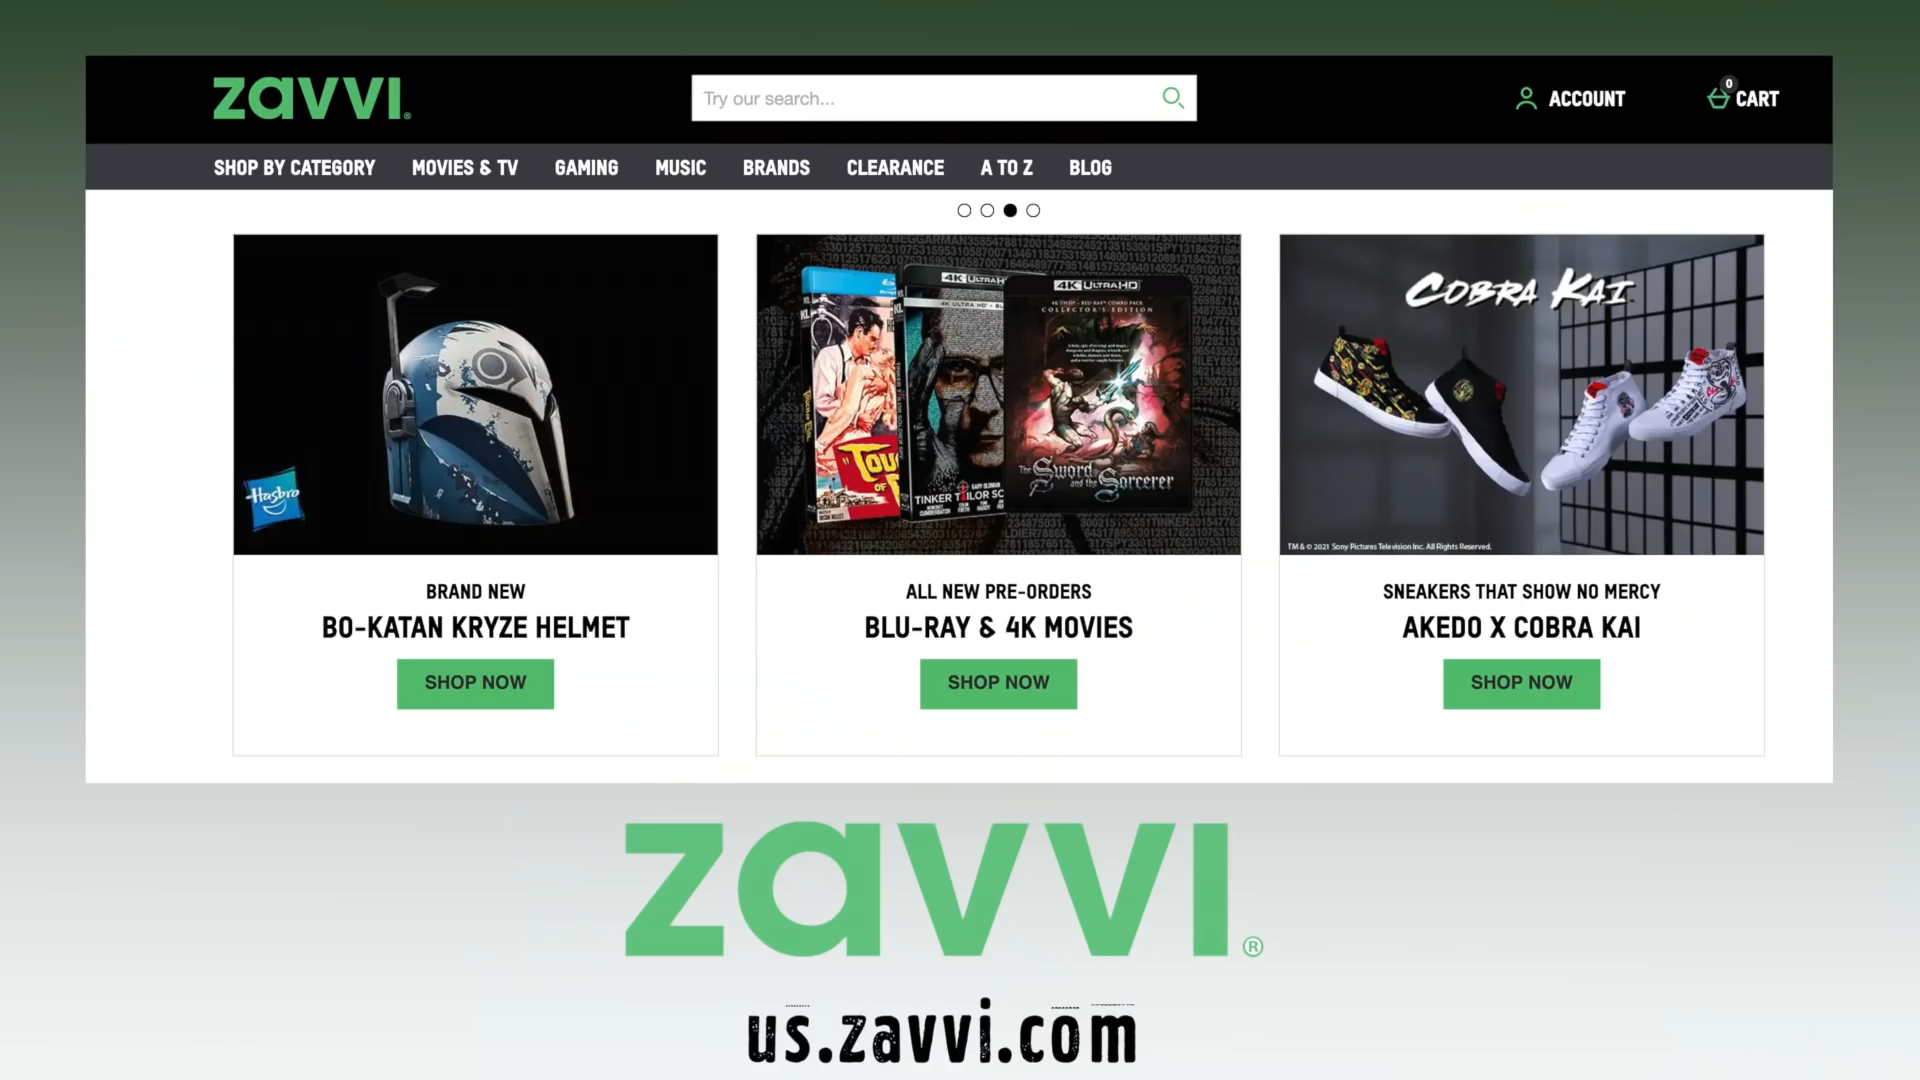 zavvi®
Try our search...
ACCOUNT
0
CART
SHOP BY CATEGORY
MOVIES & TV
GAMING
MUSIC
BRANDS
CLEARANCE
A TO Z
BLOG
Hasbro
4K ULTRA HD
4K ULTRAHD
COLLECTOR'S EDITION
TINKER TAILOR
GARY OLDMAN
The Sword
and the Sorcerer
COBRA KAI
TM & © 2021 Sony Pictures Television Inc. All Rights Reserved.
BRAND NEW
BO-KATAN KRYZE HELMET
SHOP NOW
ALL NEW PRE-ORDERS
BLU-RAY & 4K MOVIES
SHOP NOW
SNEAKERS THAT SHOW NO MERCY
AKEDO X COBRA KAI
SHOP NOW
zavvi®
us.zavvi.com